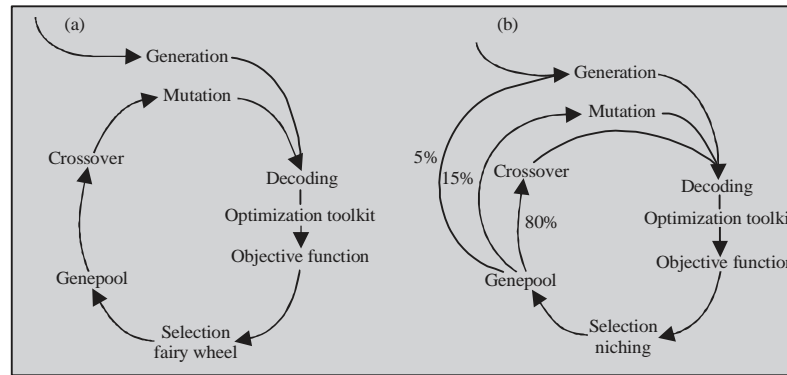 (a)
Generation
Mutation
Crossover
Decoding
Optimization toolkit
Objective function
Genepool
Selection
fairy wheel
(b)
Generation
Mutation
5%
15%
Crossover
80%
Decoding
Optimization toolkit
Objective function
Genepool
Selection
niching